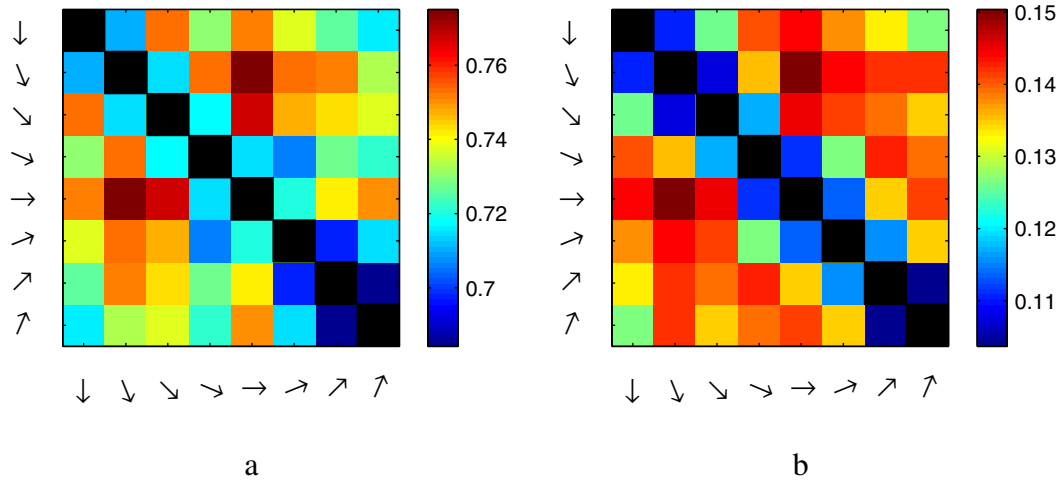 0.76
0.74
0.72
0.7
0.15
0.14
0.13
0.12
0.11
↓ ↘ ↘ ↘ → ↗ ↗ ↗
↓ ↘ ↘ ↘ → ↗ ↗ ↗
a
b